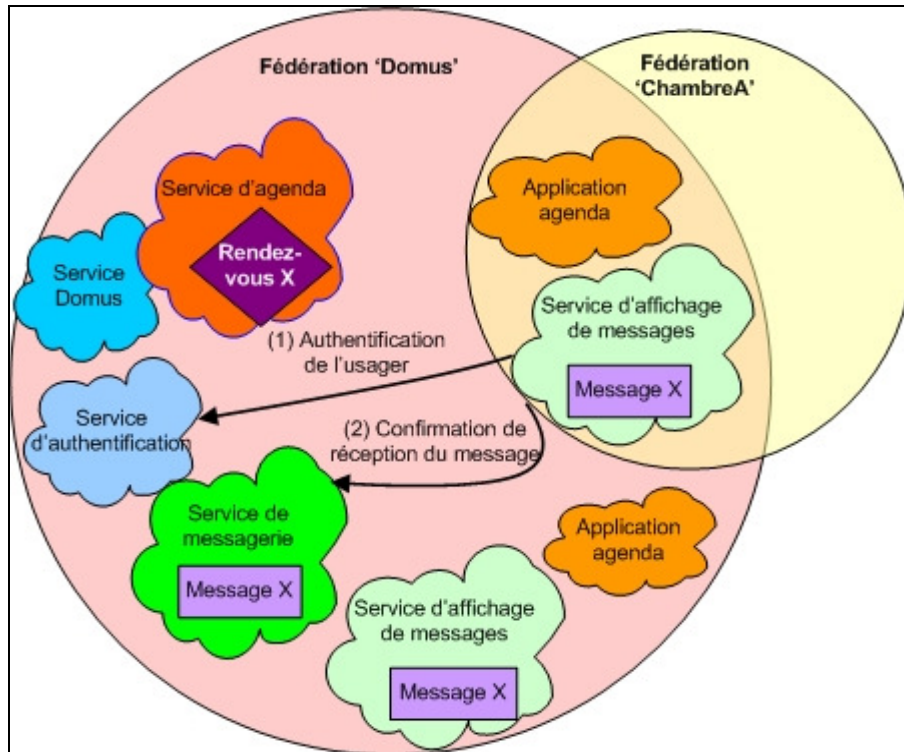 Fédération 'Domus'
Fédération
'ChambreA'
Service d'agenda
Rendez-
vous X
Application
agenda
Service
Domus
Service d'affichage
de messages
Message X
(1) Authentification
de l'usager
Service
d'authentification
(2) Confirmation de
réception du message
Service de
messagerie
Message X
Application
agenda
Service d'affichage
de messages
Message X